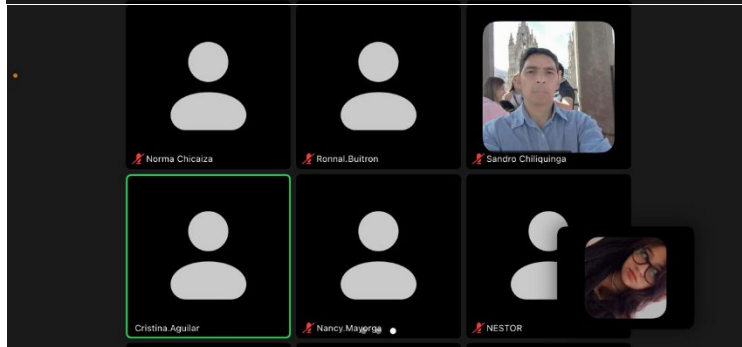 Norma Chicaiza
Ronnal.Buitron
Sandro Chiliquinga
Cristina.Aguilar
Nancy.Mayorga
NESTOR